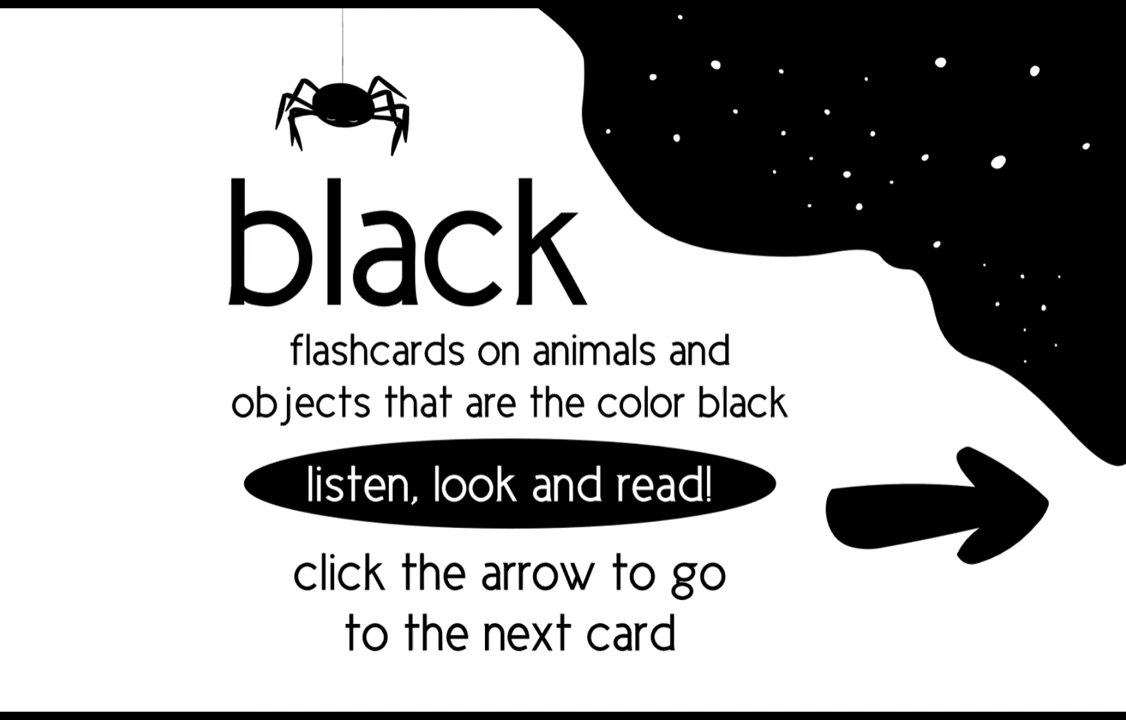 black
flashcards on animals and
objects that are the color black
listen, look and read!
click the arrow to go
to the next card